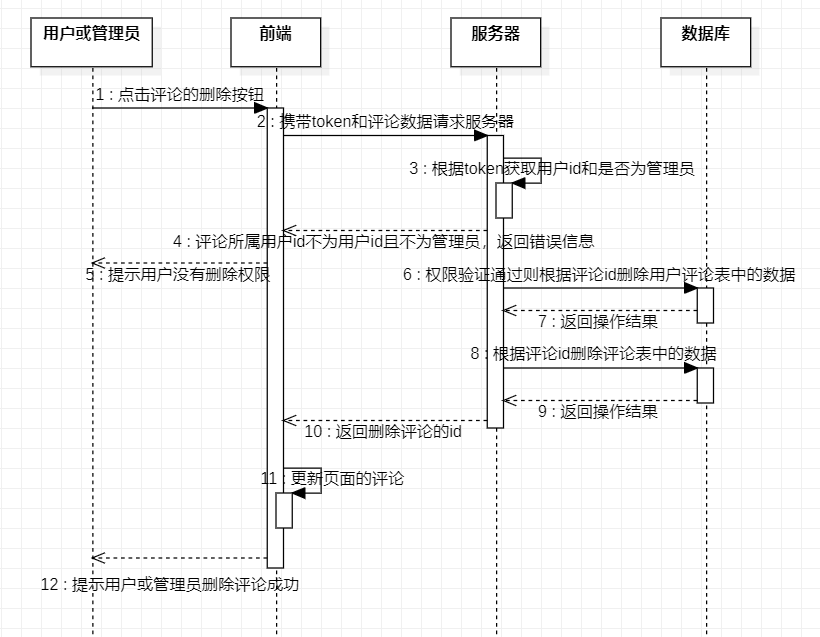 用户或管理员
前端
服务器
数据库
1 : 点击评论的删除按钮
2 : 携带token和评论数据请求服务器
3 : 根据token获取用户id和是否为管理员
4 : 评论所属用户id不为用户id且不为管理员，返回错误信息
5 : 提示用户没有删除权限
6 : 权限验证通过则根据评论id删除用户评论表中的数据
7 : 返回操作结果
8 : 根据评论id删除评论表中的数据
9 : 返回操作结果
10 : 返回删除评论的id
11 : 更新页面的评论
12 : 提示用户或管理员删除评论成功